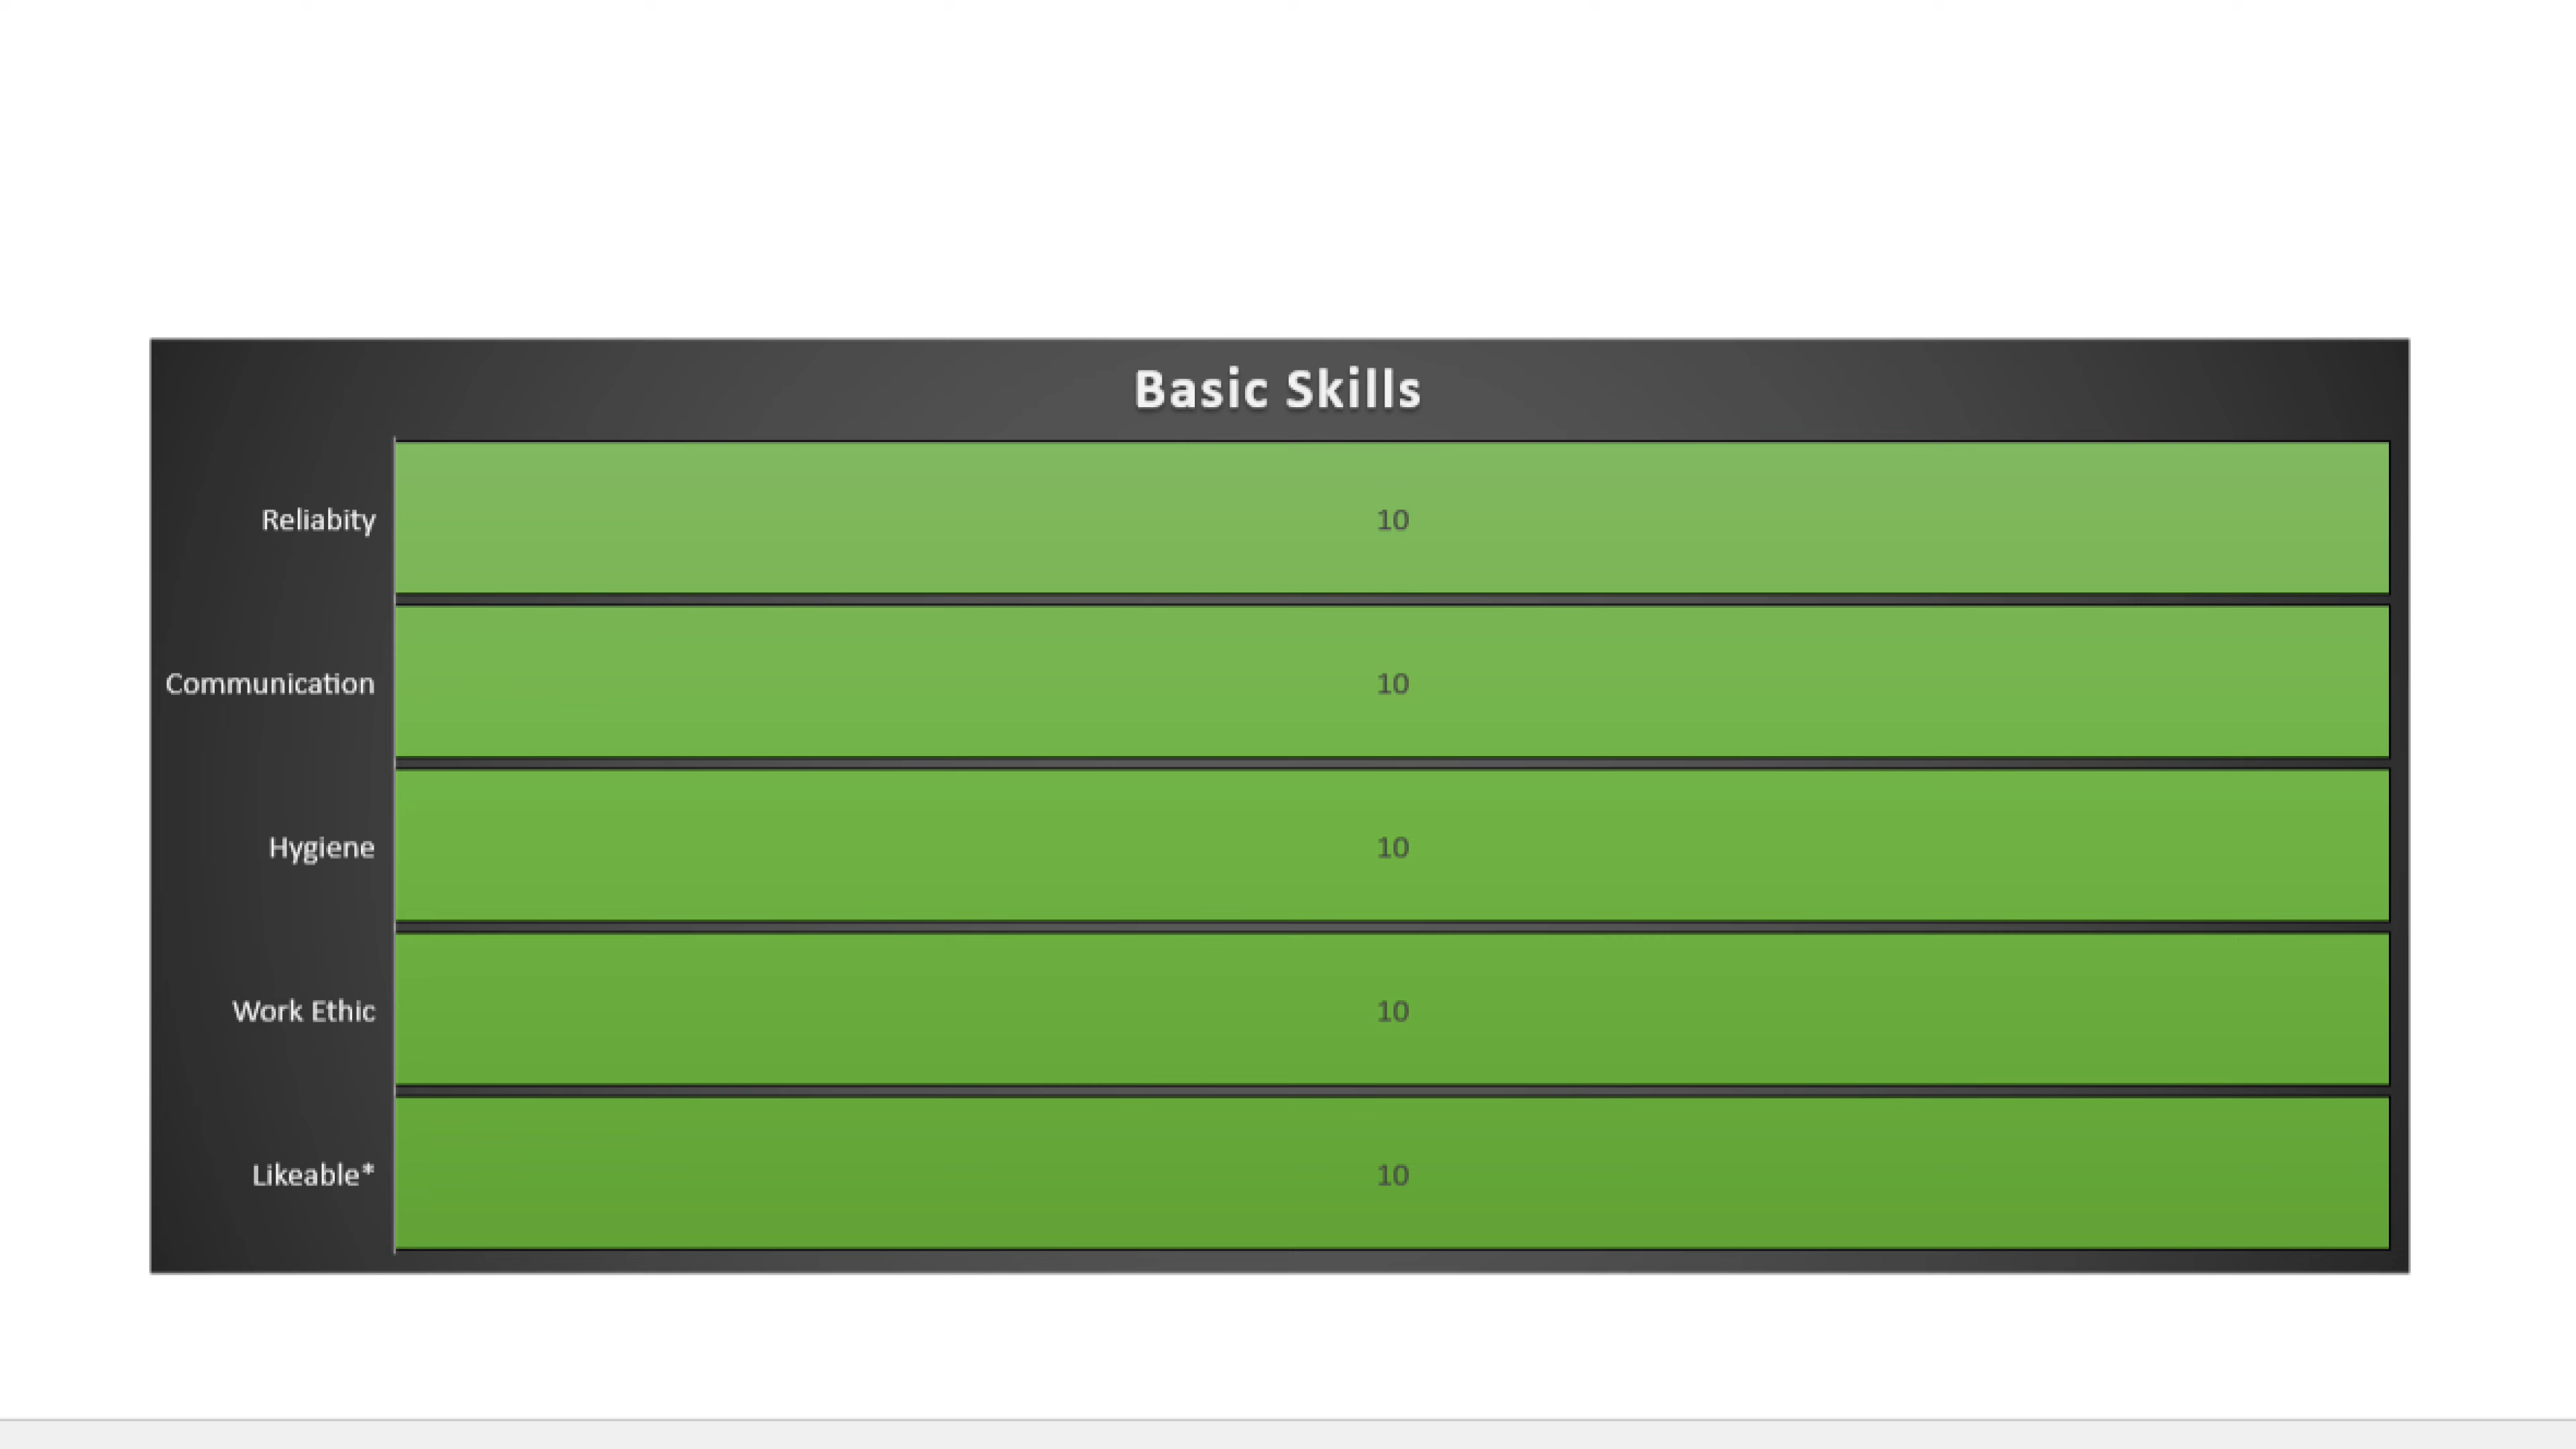 Basic Skills
Reliabity
10
Communication
10
Hygiene
10
Work Ethic
10
Likeable*
10